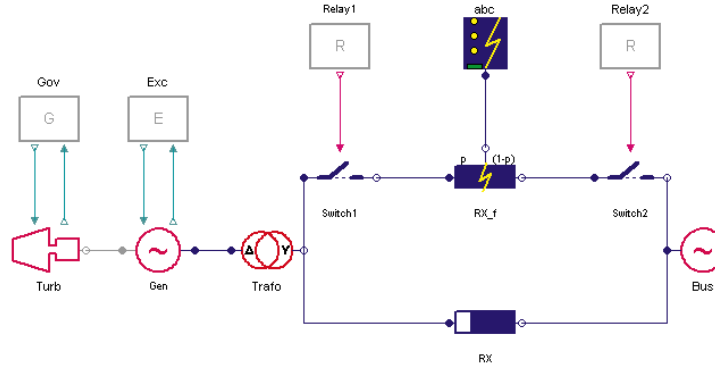 Relay1
abc
Relay2
R
R
Gov
Exc
G
E
p
(1-p)
Switch1
RX_f
Switch2
Δ
Y
Turb
Gen
Trafo
Bus
RX